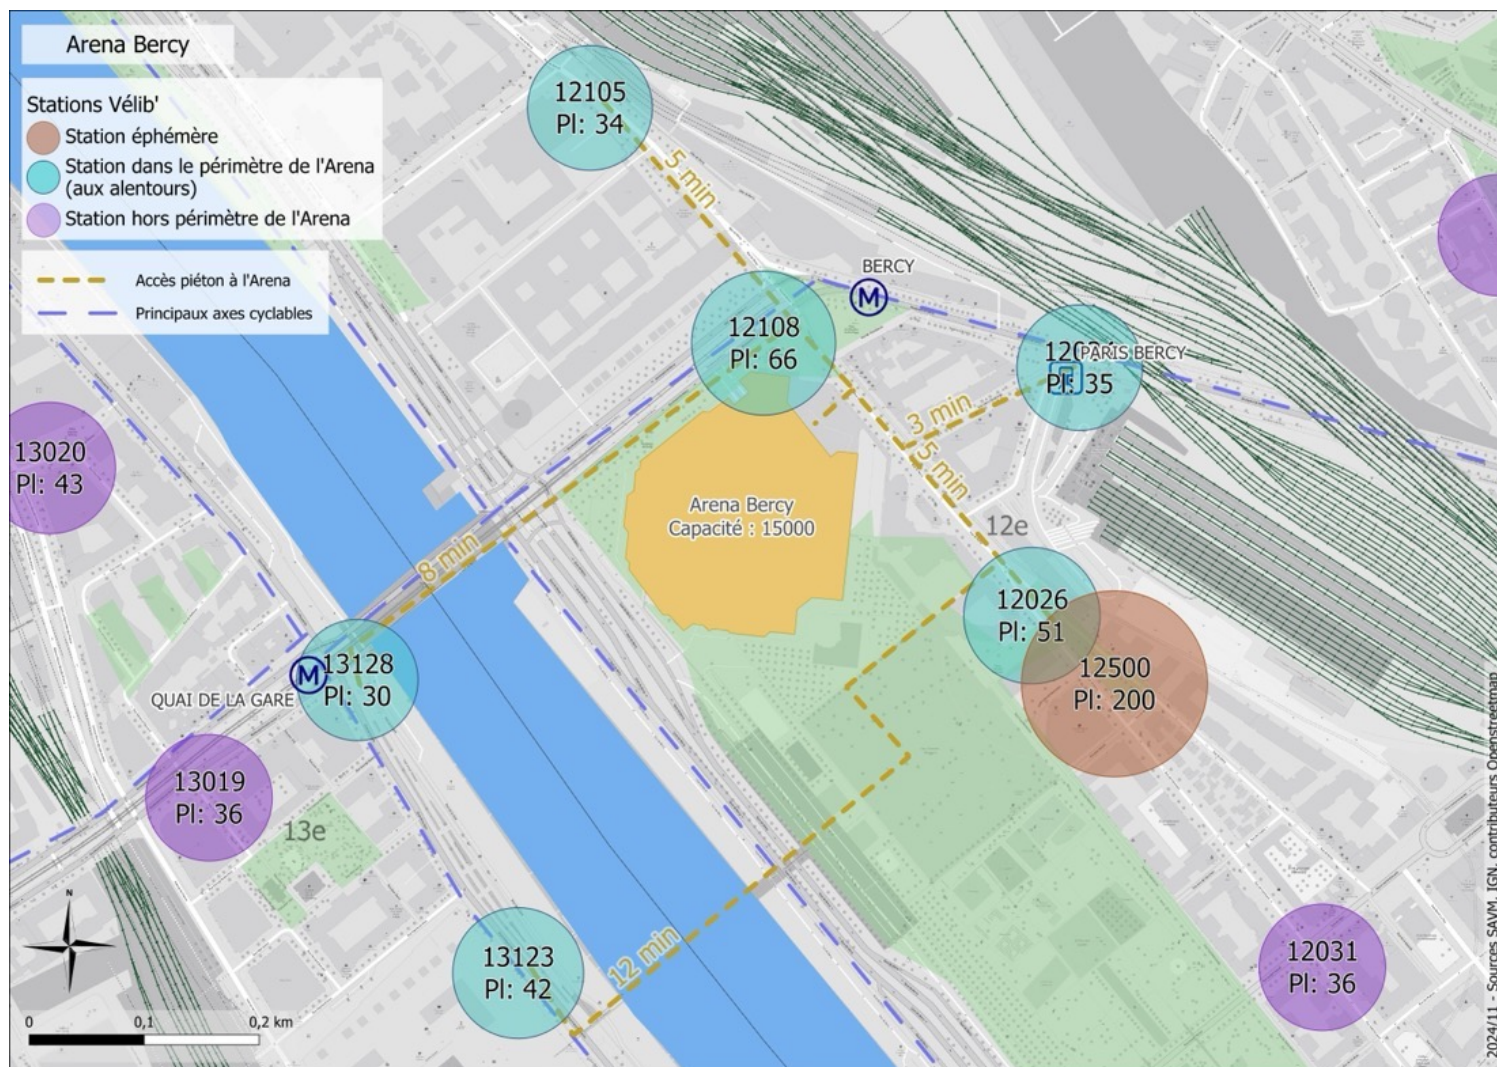 Arena Bercy
Stations Vélib'
Station éphémère
Station dans le périmètre de l'Arena
(aux alentours)
Station hors périmètre de l'Arena
Accès piéton à l'Arena
Principaux axes cyclables
12105
Pl: 34
5 min
BERCY
12108
Pl: 66
PARIS BERCY
Pl: 35
3 min
5 min
13020
Pl: 43
Arena Bercy
Capacité : 15000
12e
8 min
12026
Pl: 51
12500
Pl: 200
13128
Pl: 30
QUAI DE LA GARE
13019
Pl: 36
13e
N
13123
Pl: 42
12 min
12031
Pl: 36
0 0,1 0,2 km
2024/11 - Sources SAVM, IGN, contributeurs Openstreetmap